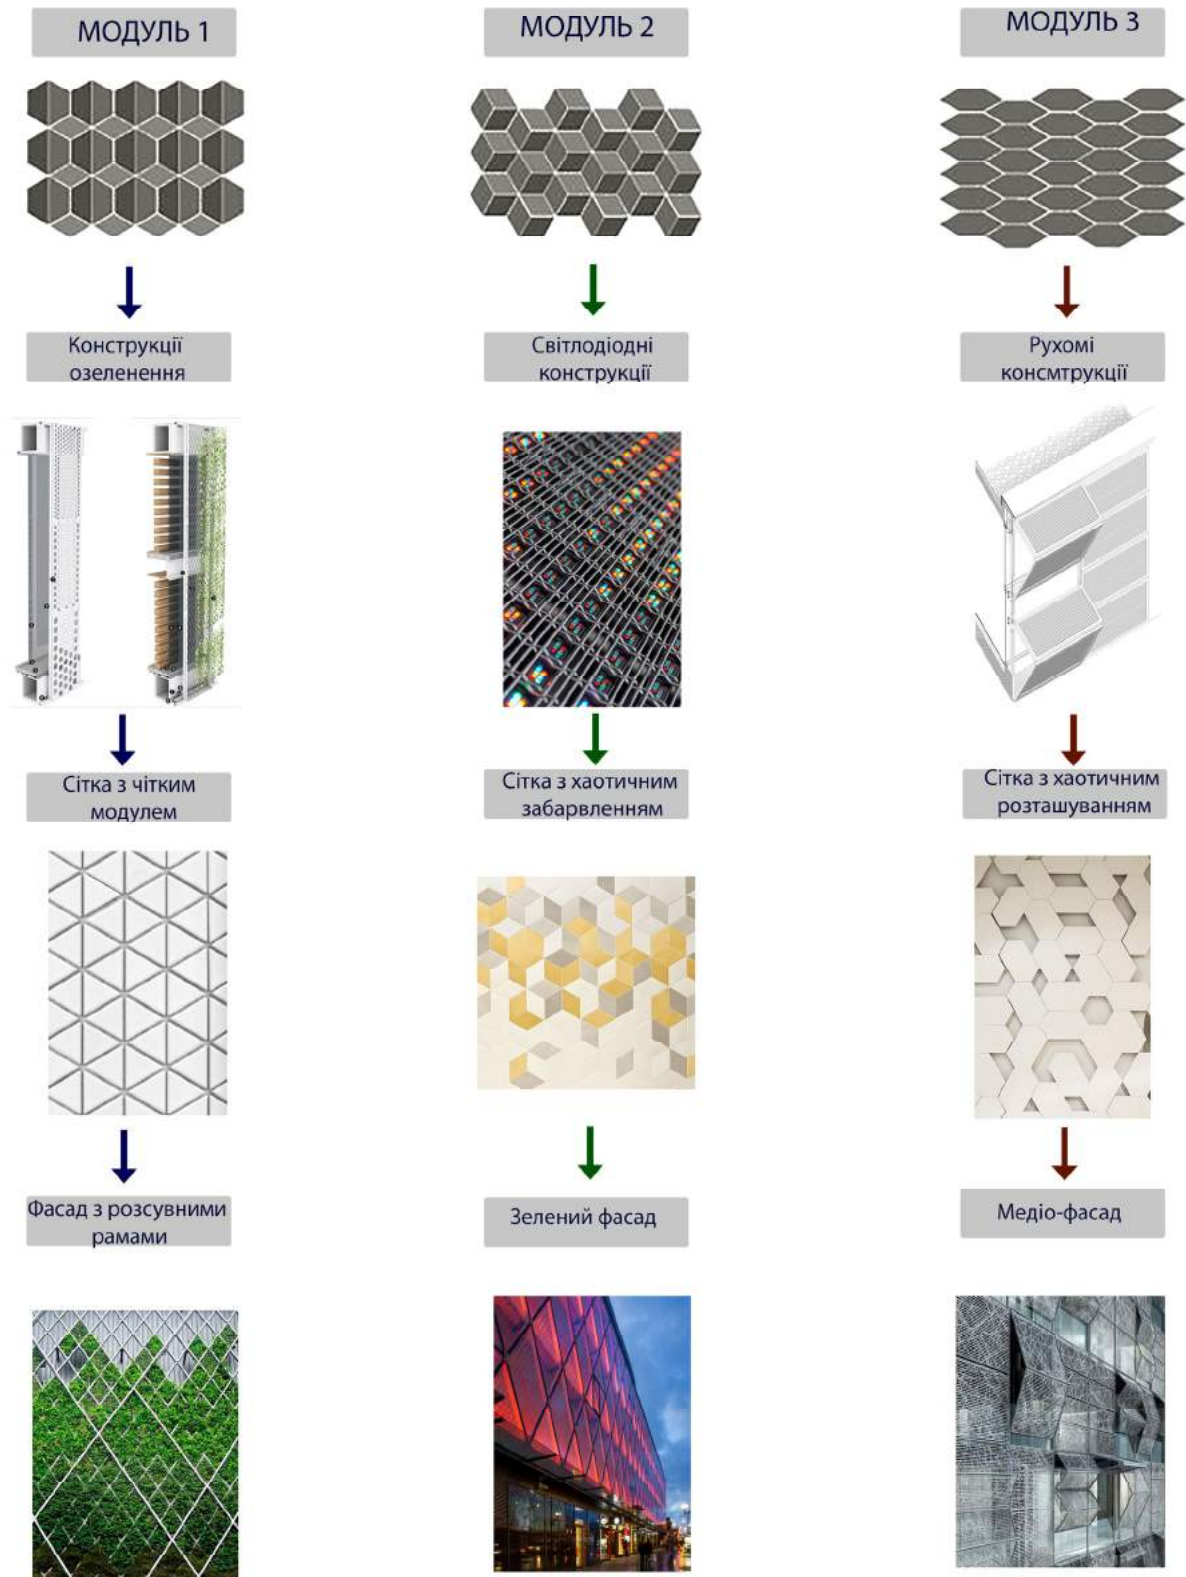 МОДУЛЬ 1
МОДУЛЬ 2
МОДУЛЬ 3
Конструкції
озеленення
Світлодіодні
конструкції
Рухомі
консмтрукції
Сітка з чітким
модулем
Сітка з хаотичним
забарвленням
Сітка з хаотичним
розташуванням
Фасад з розсувними
рамами
Зелений фасад
Медіо-фасад